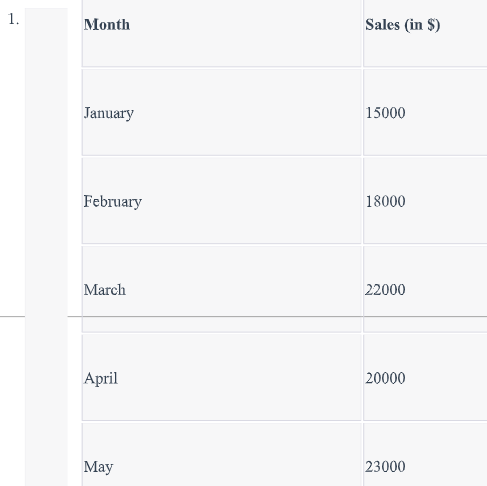 1.
Month Sales (in $)
January 15000
February 18000
March 22000
April 20000
May 23000